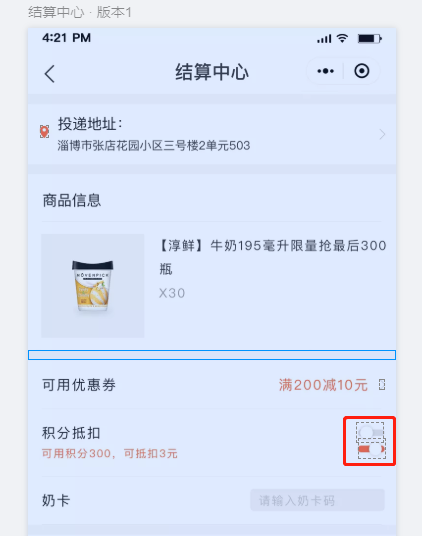 结算中心 · 版本1
4:21 PM
结算中心
投递地址：
淄博市张店花园小区三号楼2单元503
商品信息
【淳鲜】牛奶195毫升限量抢最后300
瓶
MÖVENPICK
X30
可用优惠券
满200减10元
积分抵扣
可用积分300，可抵扣3元
奶卡
请输入奶卡码